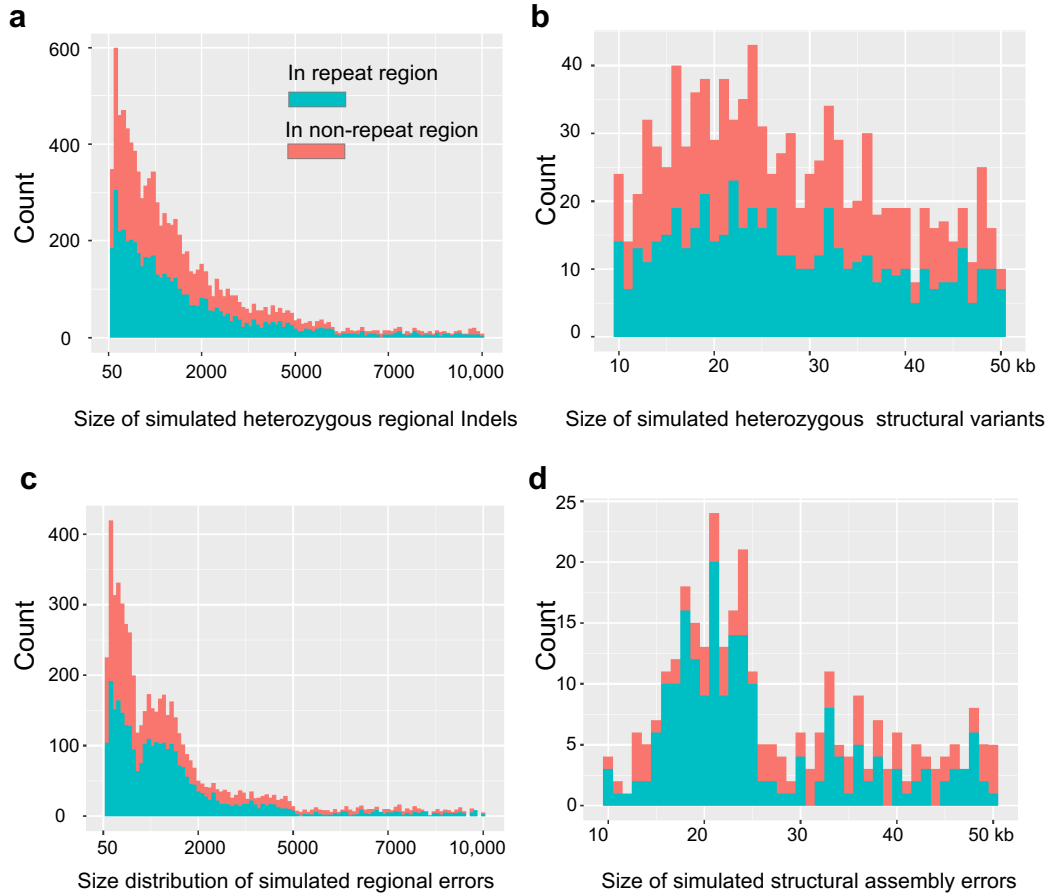 a
600
400
200
0
Count
In repeat region
In non-repeat region
50
2000
5000
7000
10,000
Size of simulated heterozygous regional Indels
b
40
30
20
10
0
Count
10
20
30
40
50 kb
Size of simulated heterozygous structural variants
c
400
300
200
100
0
Count
50
2000
5000
7000
10,000
Size distribution of simulated regional errors
d
25
20
15
10
5
0
Count
10
20
30
40
50 kb
Size of simulated structural assembly errors